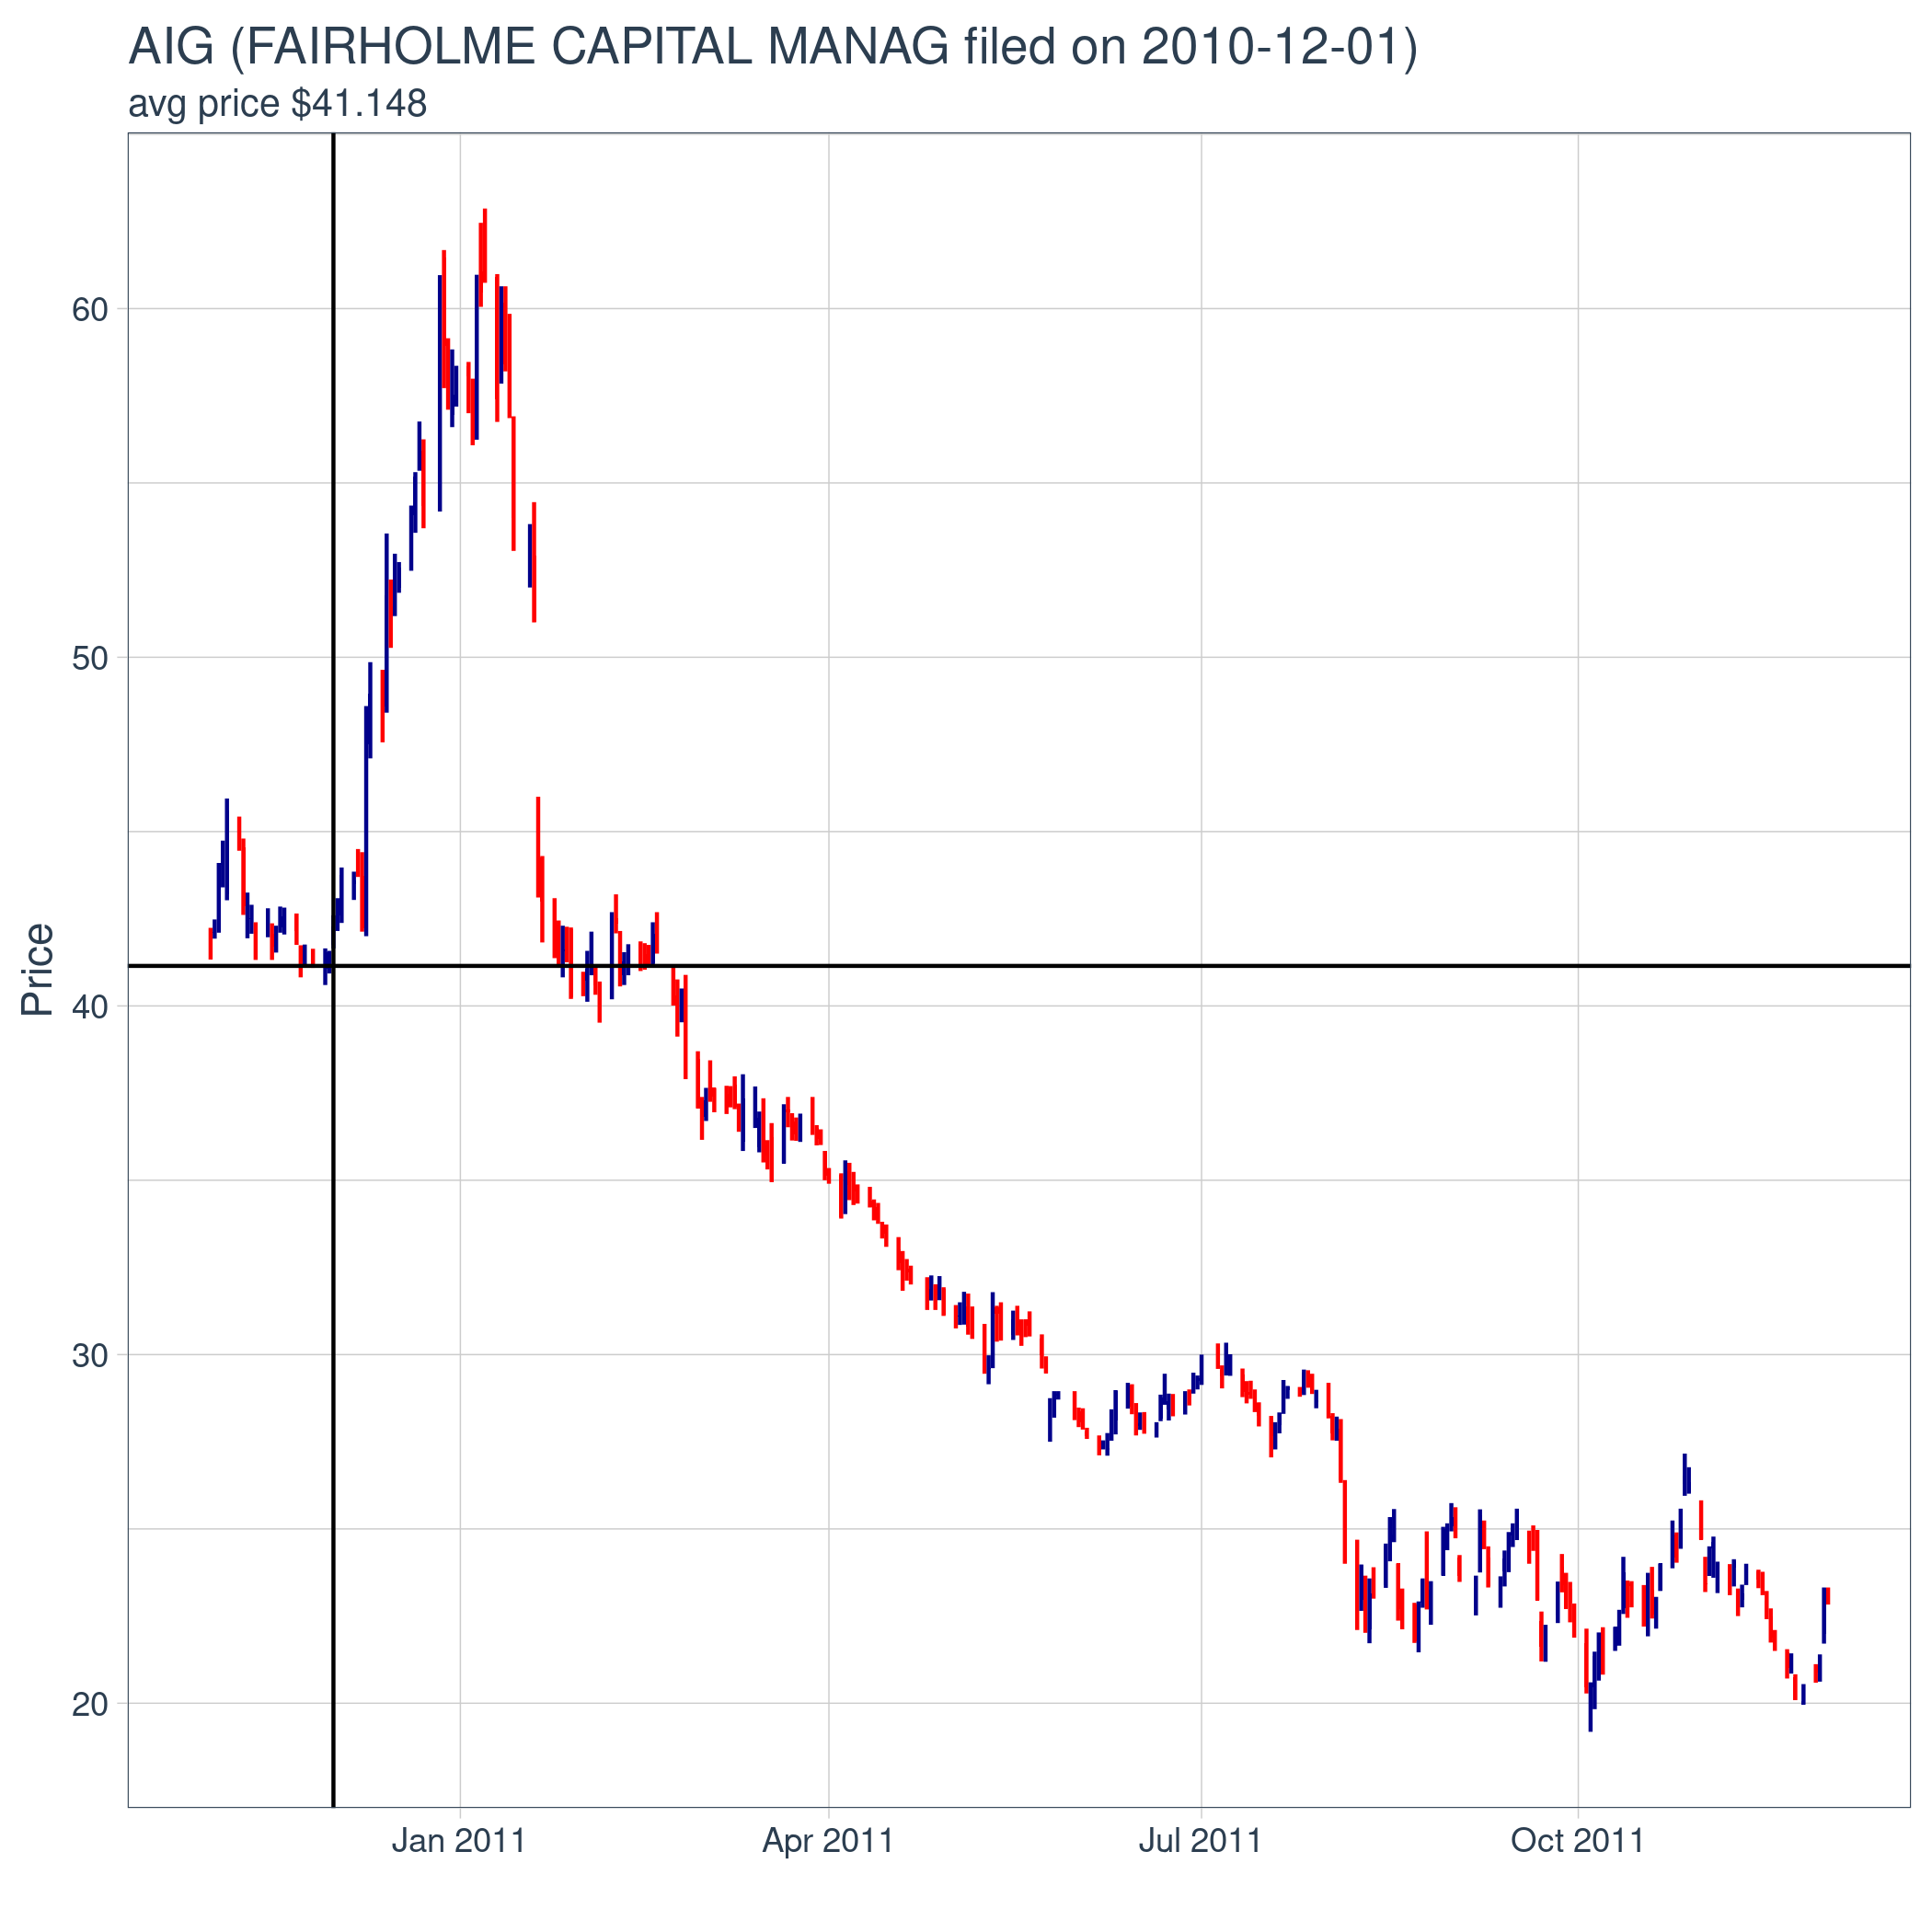 AIG (FAIRHOLME CAPITAL MANAG filed on 2010-12-01)
avg price $41.148
60
50
Price
40
30
20
Jan 2011
Apr 2011
Jul 2011
Oct 2011